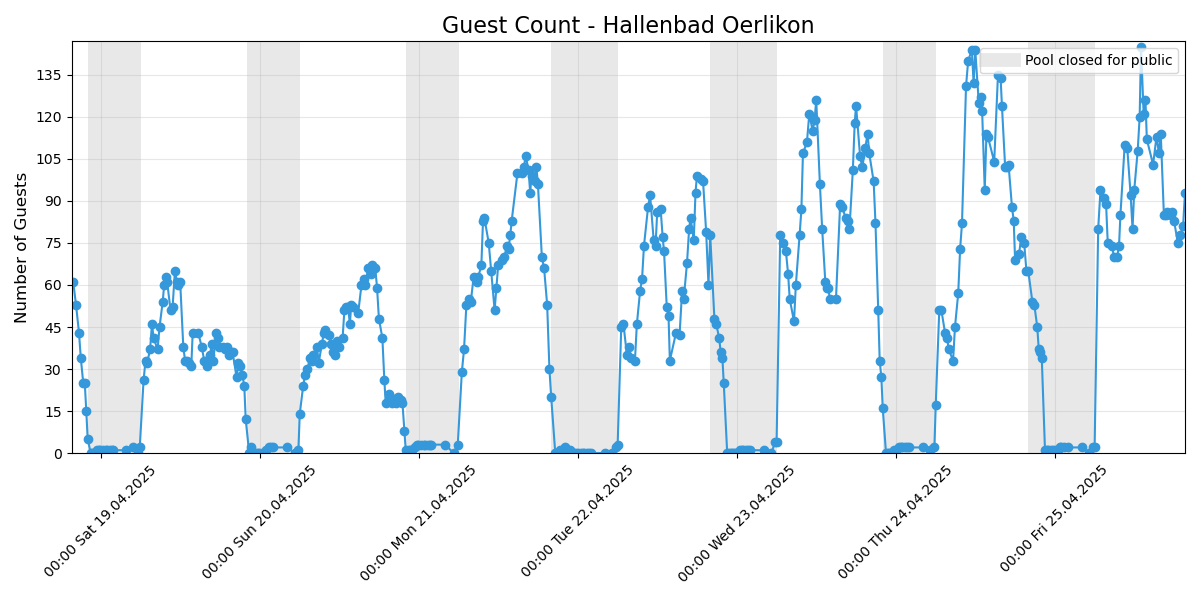 Guest Count - Hallenbad Oerlikon
Pool closed for public
Number of Guests
135
120
105
90
75
60
45
30
15
0
00:00 Sat 19.04.2025
00:00 Sun 20.04.2025
00:00 Mon 21.04.2025
00:00 Tue 22.04.2025
00:00 Wed 23.04.2025
00:00 Thu 24.04.2025
00:00 Fri 25.04.2025